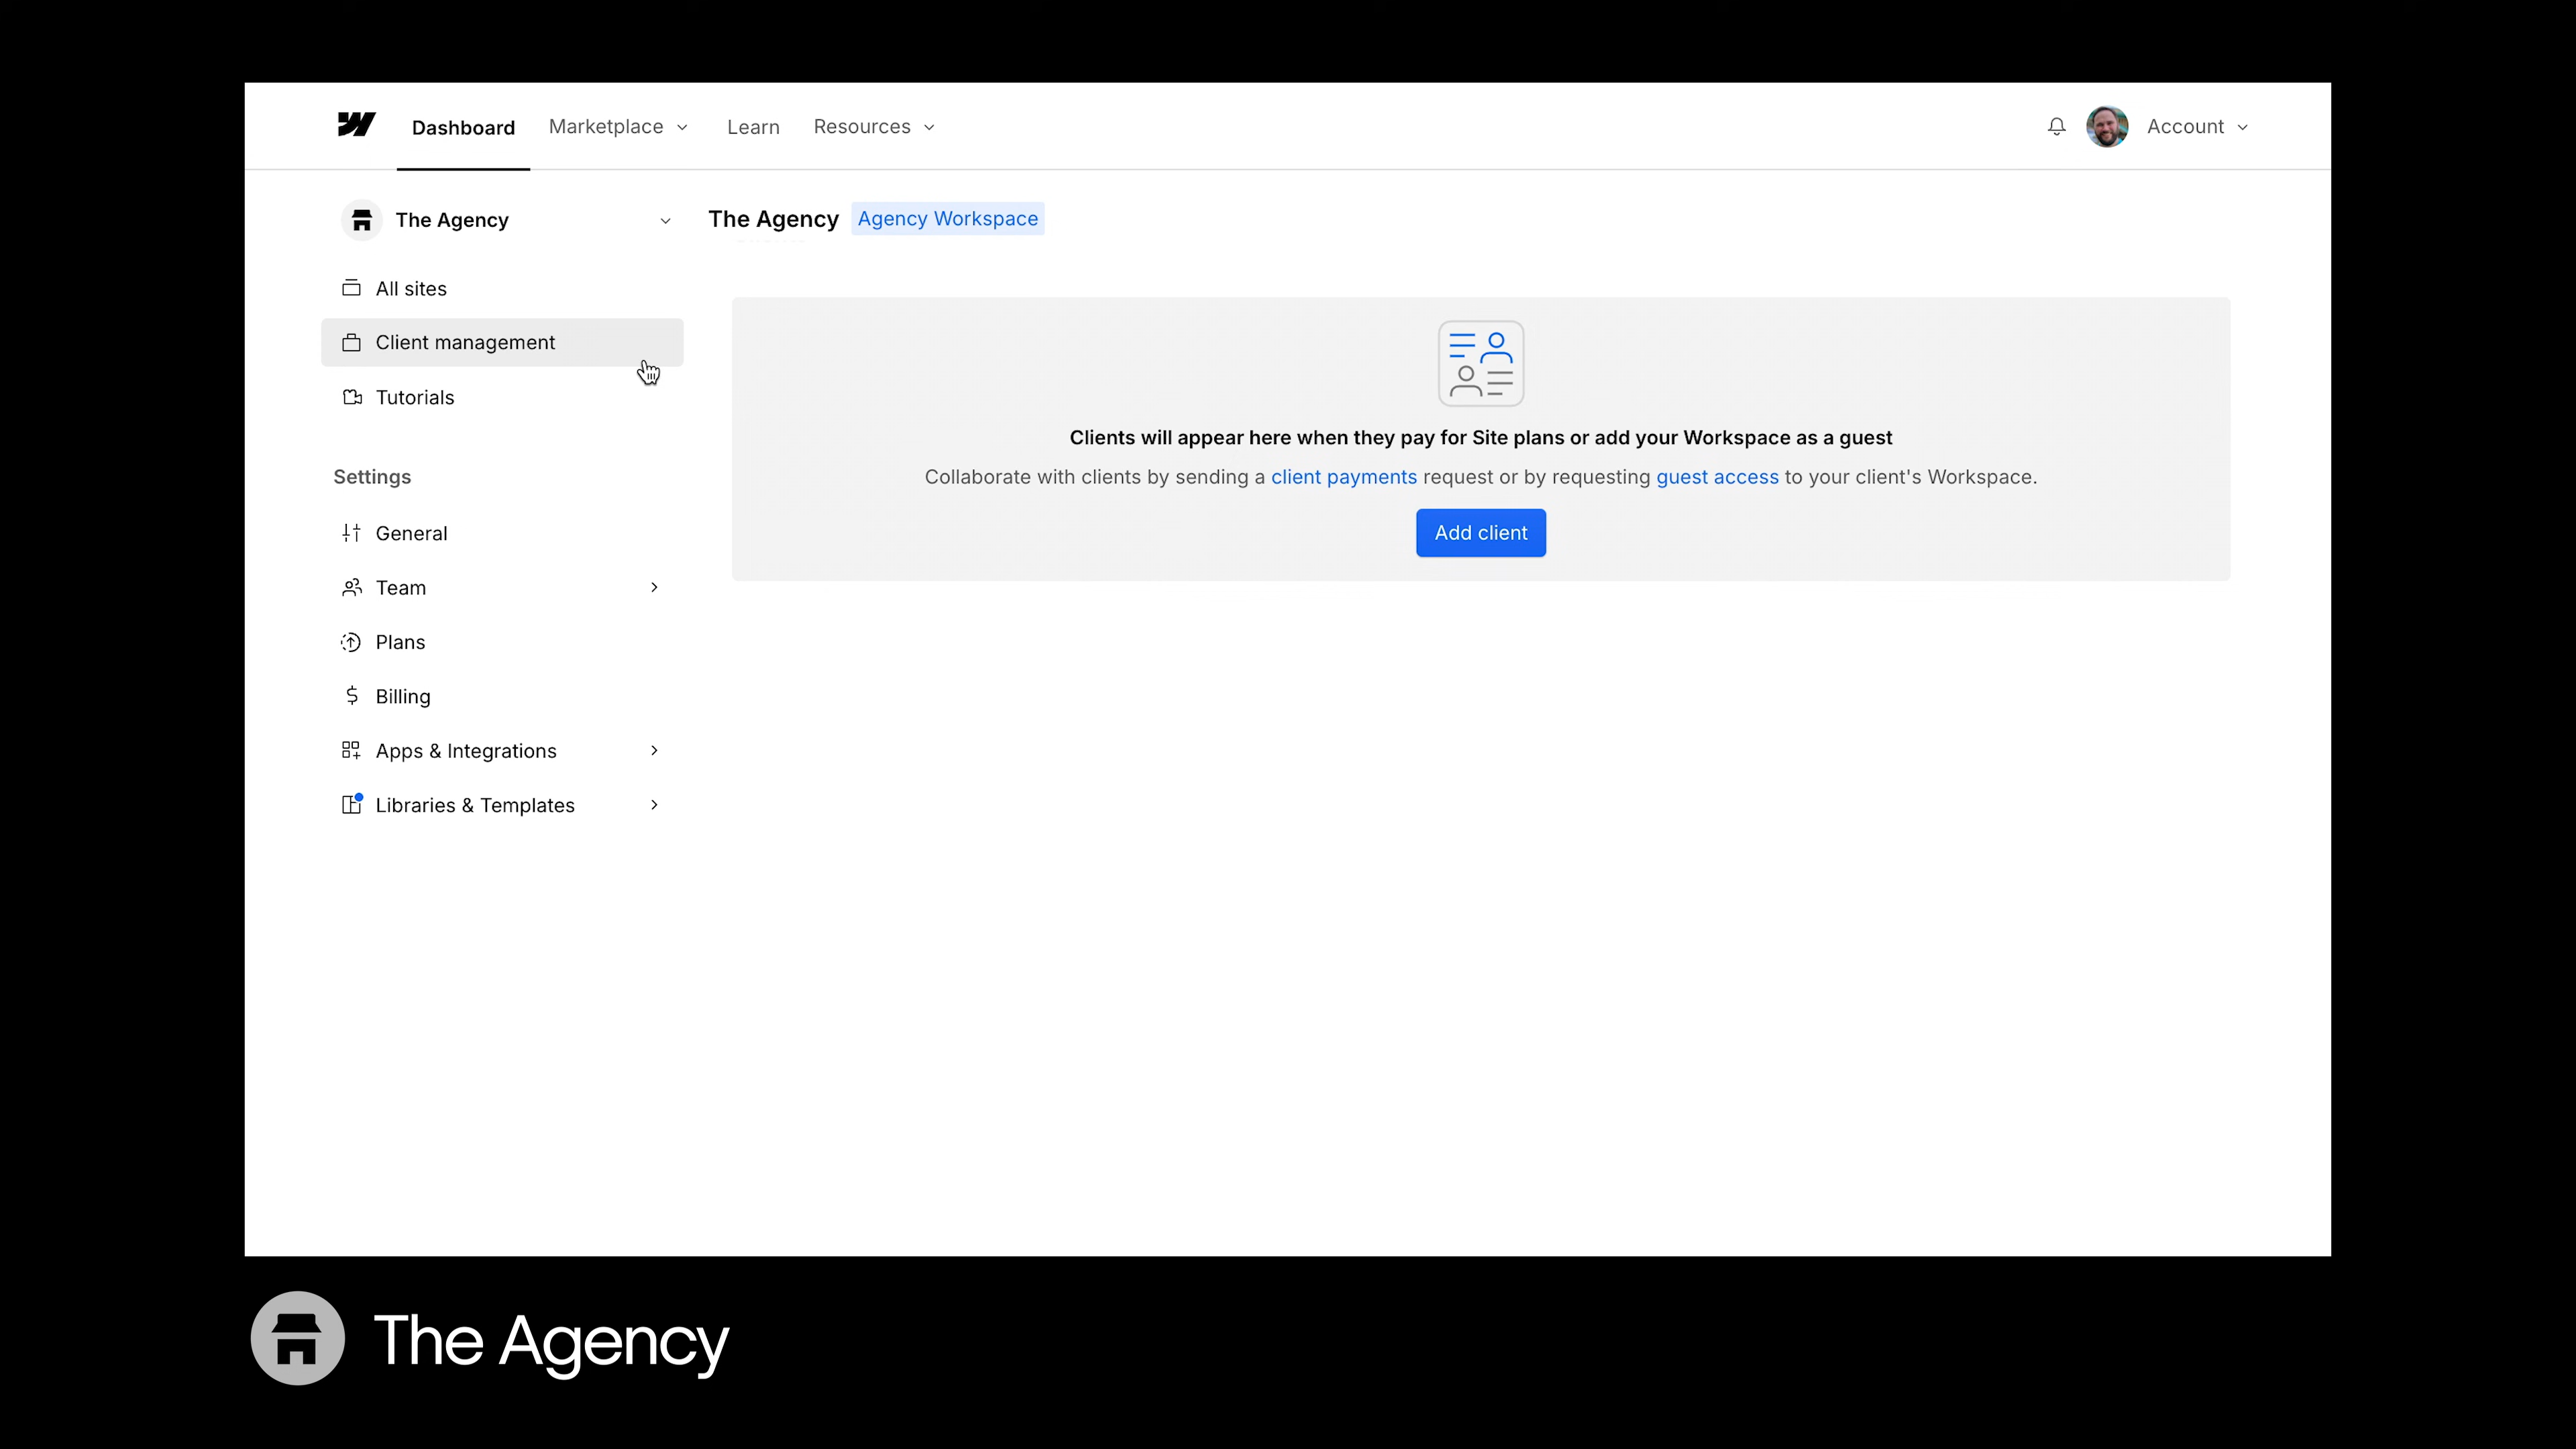 Dashboard
Marketplace
Learn
Resources
Account
The Agency
The Agency Agency Workspace
All sites
Client management
Tutorials
Settings
General
Team
Plans
Billing
Apps & Integrations
Libraries & Templates
Clients will appear here when they pay for Site plans or add your Workspace as a guest
Collaborate with clients by sending a client payments request or by requesting guest access to your client's Workspace.
Add client
The Agency